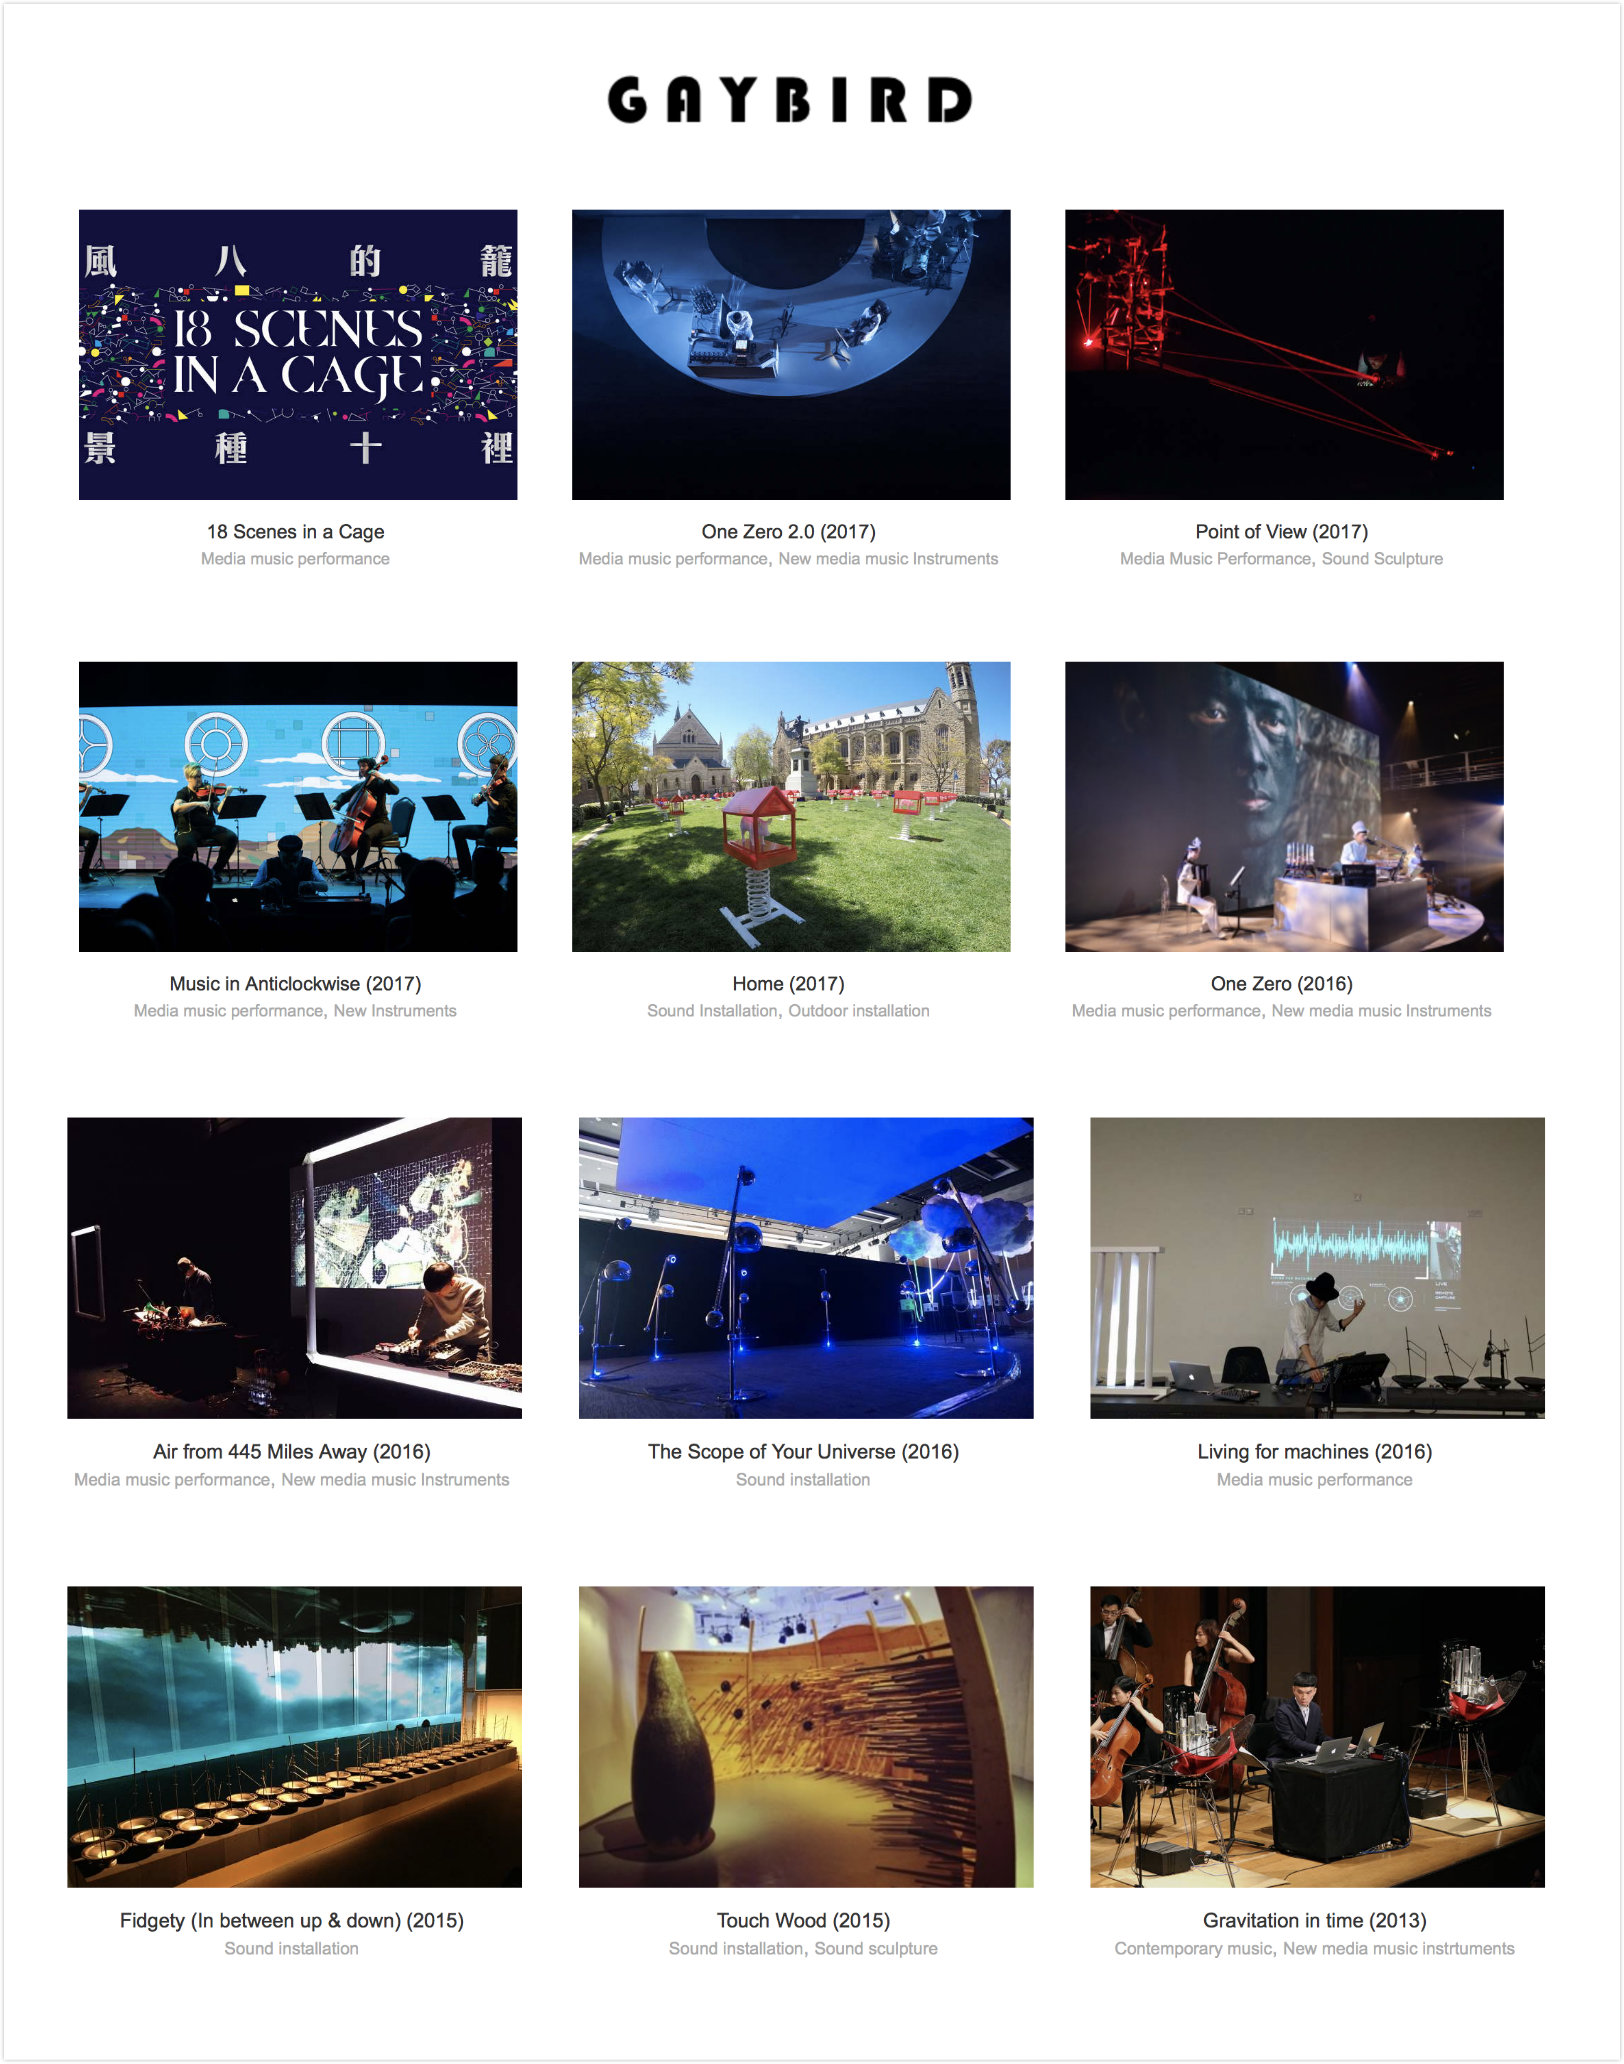 GAYBIRD
風 八 的 籠
18 SCENES
IN A CAGE
景 種 十 裡
18 Scenes in a Cage
Media music performance
One Zero 2.0 (2017)
Media music performance, New media music Instruments
Point of View (2017)
Media Music Performance, Sound Sculpture
Music in Anticlockwise (2017)
Media music performance, New Instruments
Home (2017)
Sound Installation, Outdoor installation
One Zero (2016)
Media music performance, New media music Instruments
Air from 445 Miles Away (2016)
Media music performance, New media music Instruments
The Scope of Your Universe (2016)
Sound installation
LIVE
REMOTE
CAPTURE
Living for machines (2016)
Media music performance
Fidgety (In between up & down) (2015)
Sound installation
Touch Wood (2015)
Sound installation, Sound sculpture
Gravitation in time (2013)
Contemporary music, New media music instrtuments